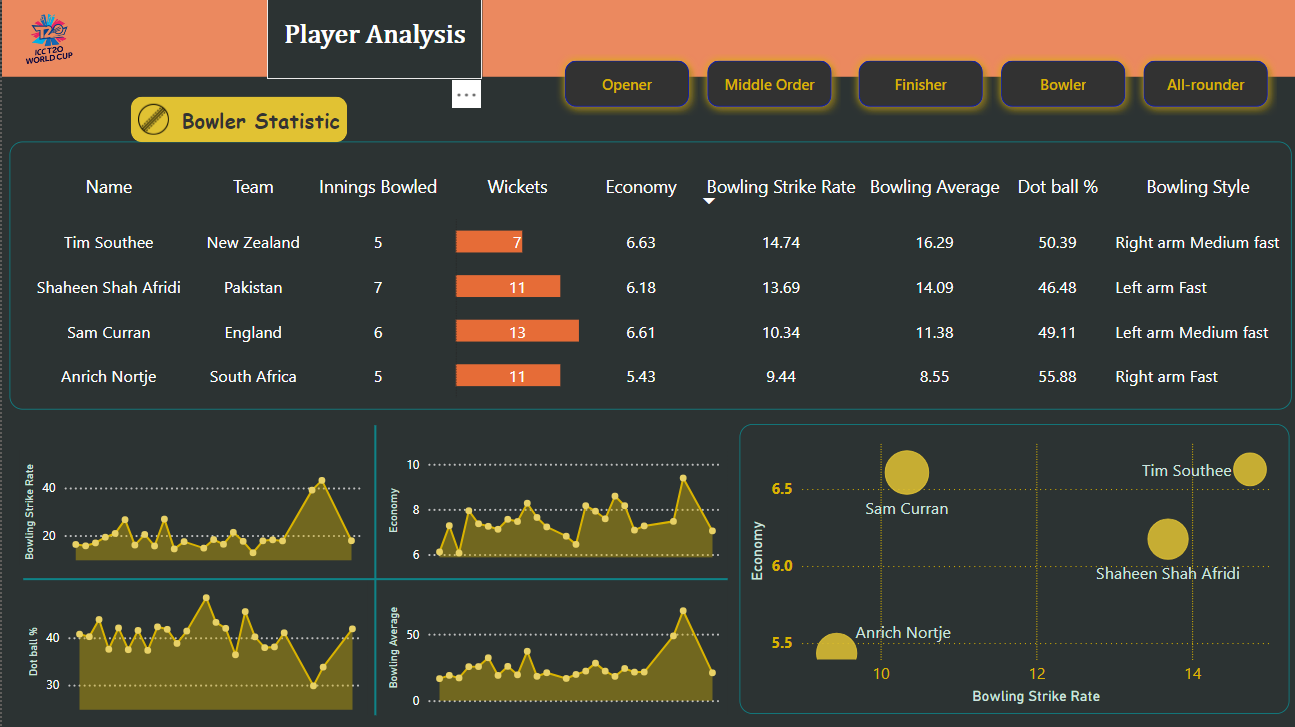 Player Analysis
T20
ICC T20
WORLD CUP
Opener
Middle Order
Finisher
Bowler
All-rounder
Bowler Statistic
Name Team Innings Bowled Wickets Economy Bowling Strike Rate Bowling Average Dot ball % Bowling Style
Tim Southee New Zealand 5 7 6.63 14.74 16.29 50.39 Right arm Medium fast
Shaheen Shah Afridi Pakistan 7 11 6.18 13.69 14.09 46.48 Left arm Fast
Sam Curran England 6 13 6.61 10.34 11.38 49.11 Left arm Medium fast
Anrich Nortje South Africa 5 11 5.43 9.44 8.55 55.88 Right arm Fast
Bowling Strike Rate
40
20
Economy
10
8
6
Dot ball %
40
30
Bowling Average
50
0
Economy
6.5
6.0
5.5
Tim Southee
Sam Curran
Shaheen Shah Afridi
Anrich Nortje
10 12 14
Bowling Strike Rate